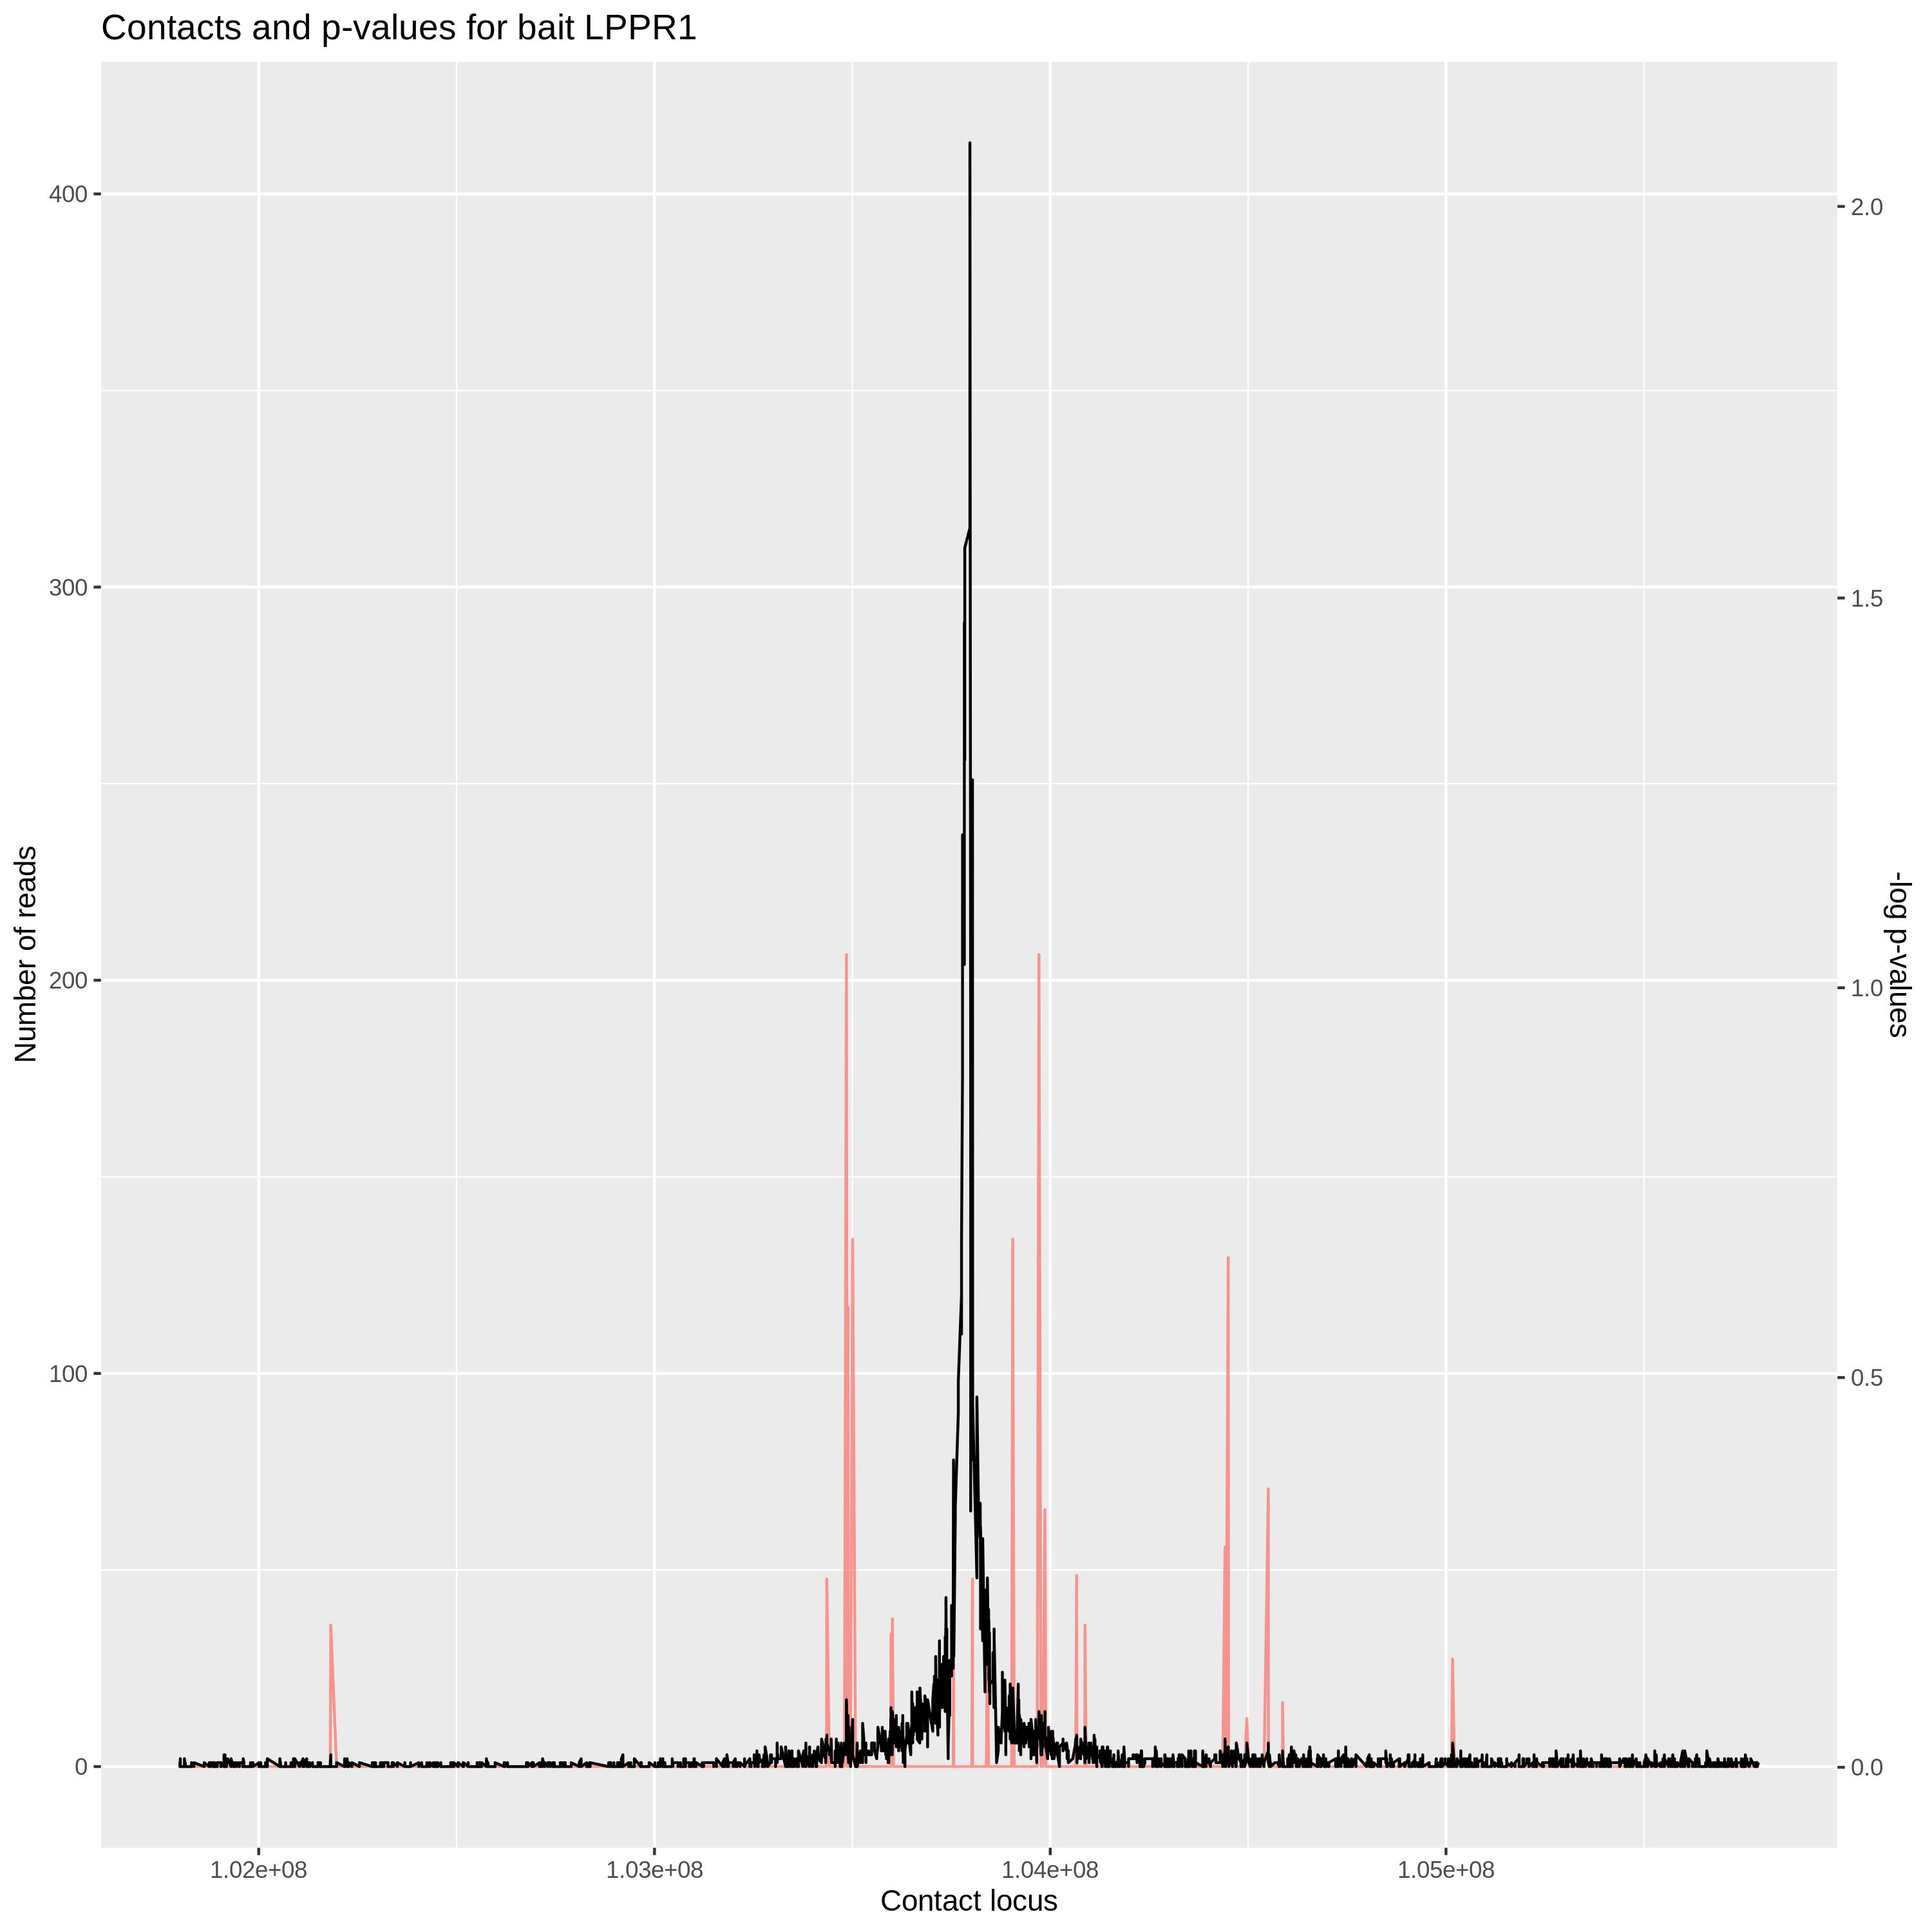 Contacts and p-values for bait LPPR1
400
300
200
100
0
Number of reads
2.0
1.5
1.0
0.5
0.0
-log p-values
1.02e+08
1.03e+08
1.04e+08
1.05e+08
Contact locus